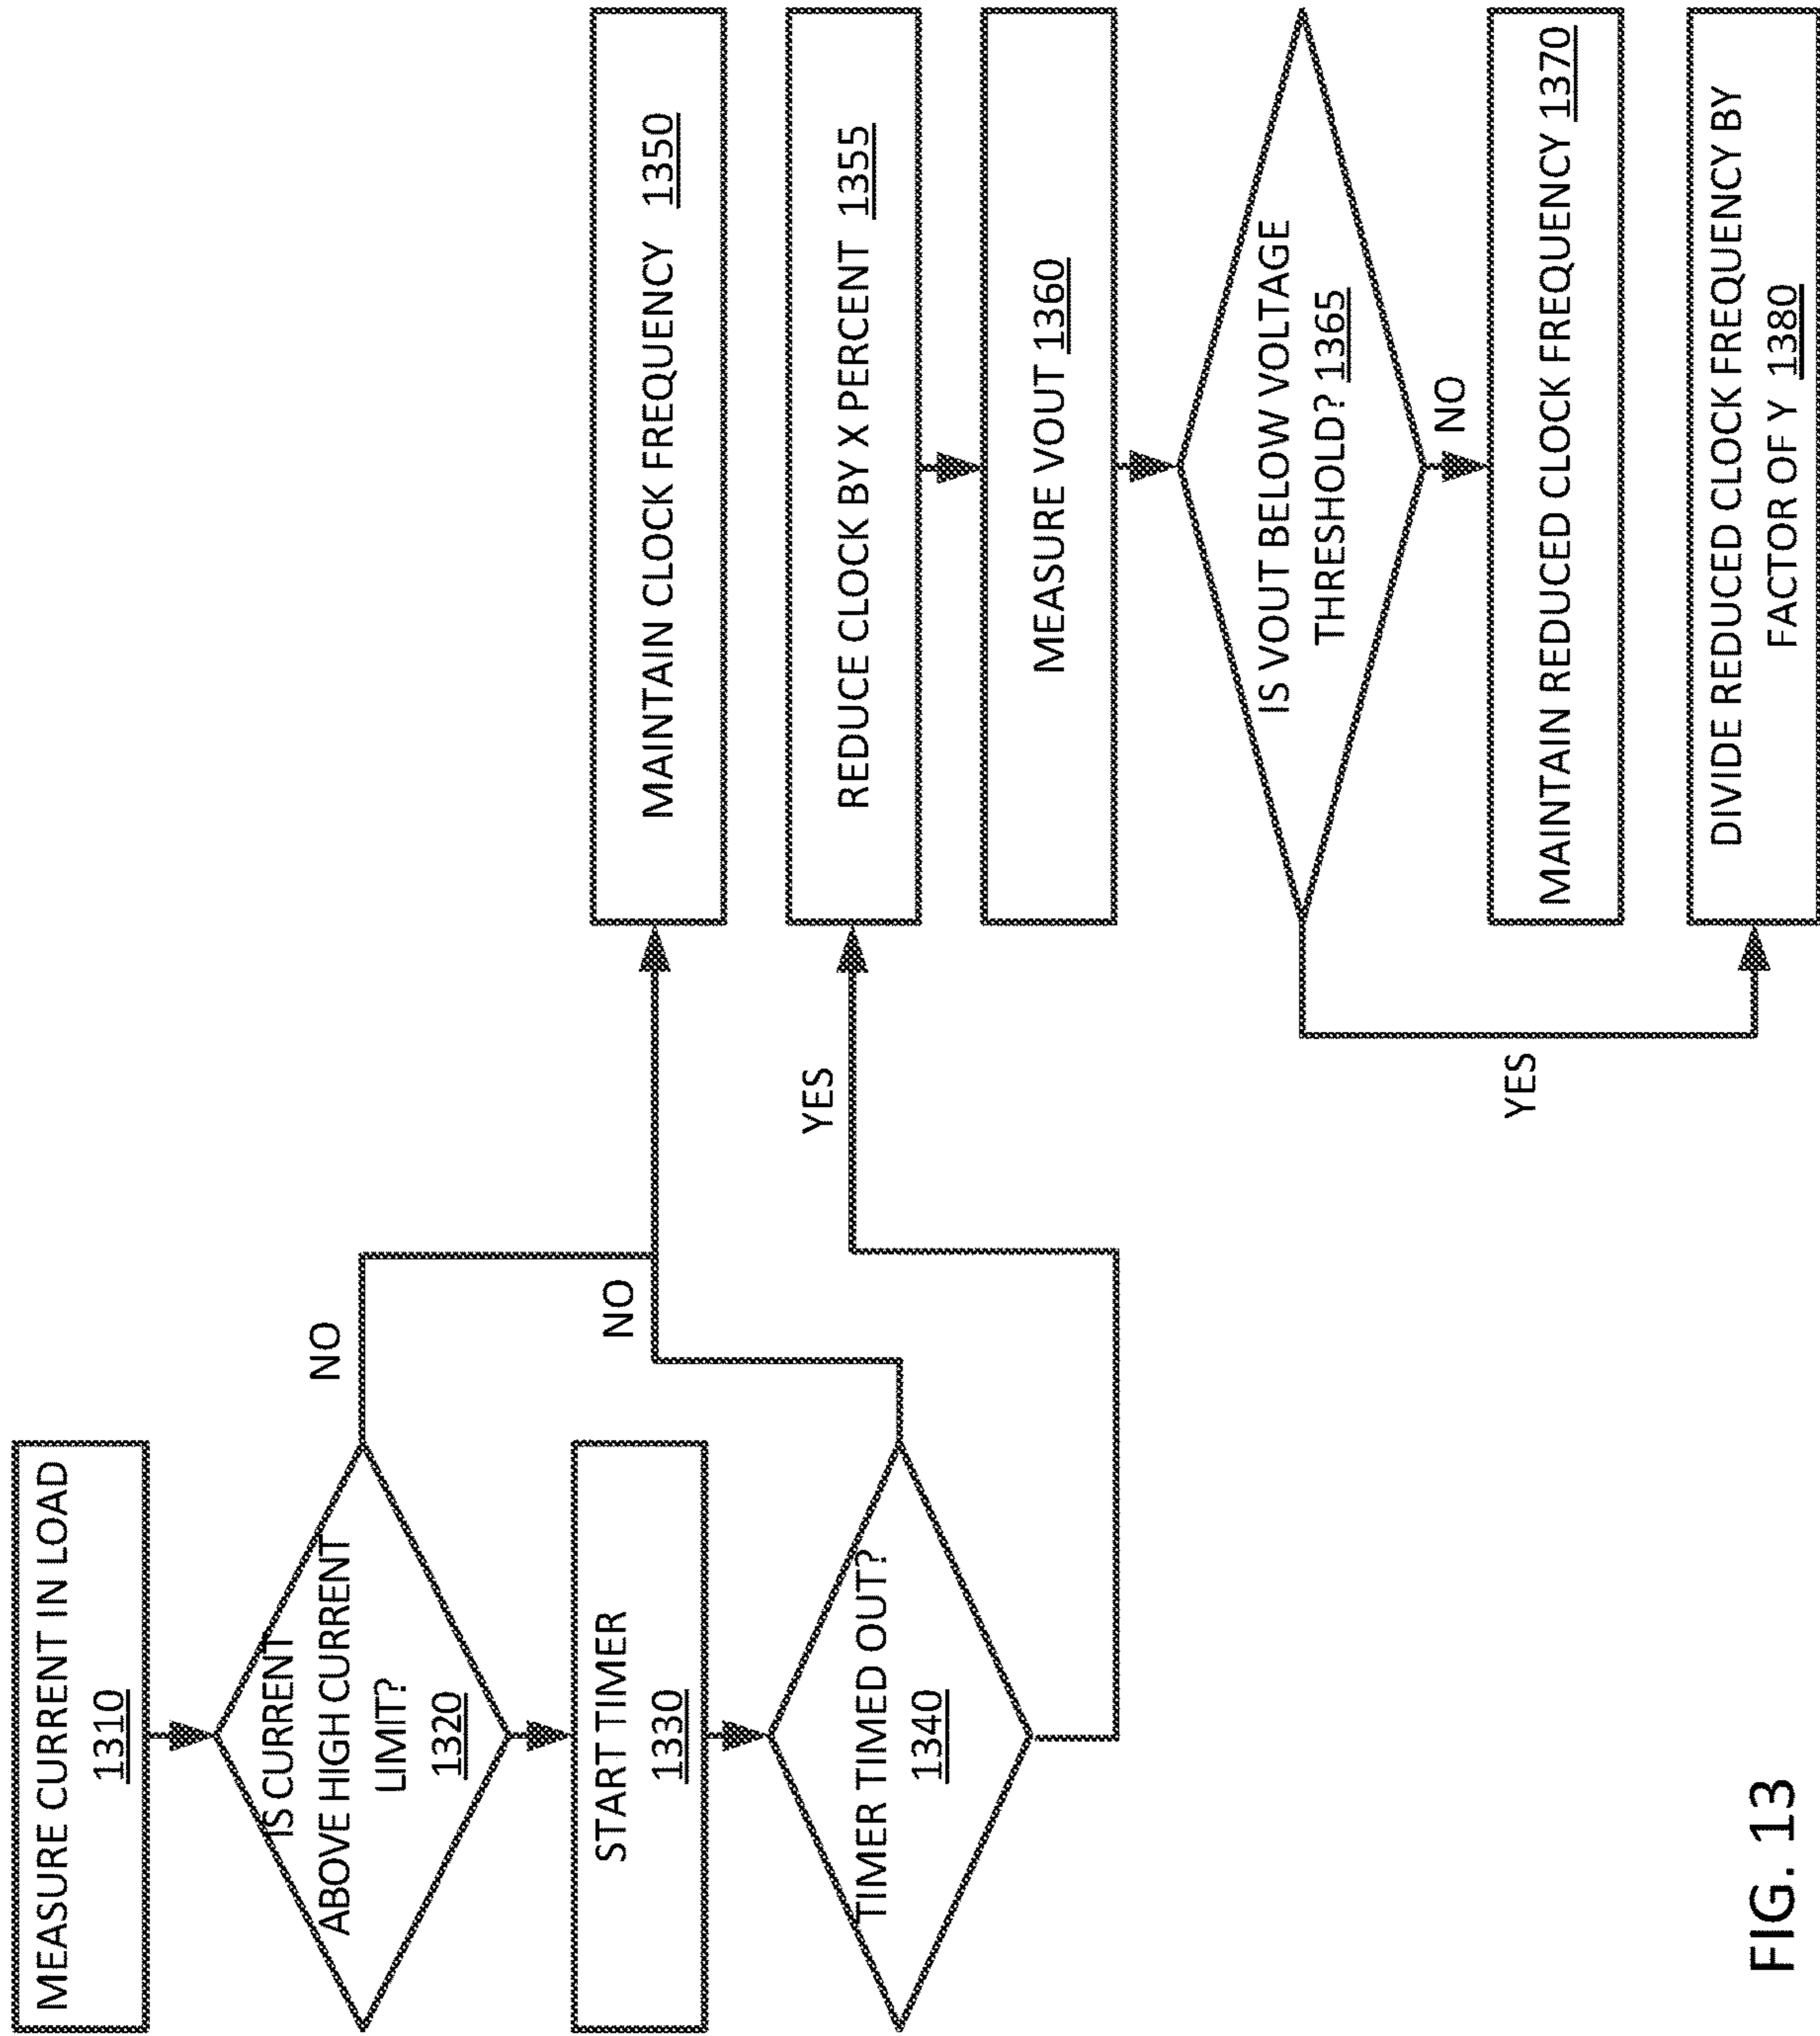 MEASURE CURRENT IN LOAD
1310
IS CURRENT
ABOVE HIGH CURRENT
LIMIT?
1320
NO
START TIMER
1330
TIMER TIMED OUT?
1340
NO
YES
MAINTAIN CLOCK FREQUENCY 1350
REDUCE CLOCK BY X PERCENT 1355
MEASURE VOUT 1360
IS VOUT BELOW VOLTAGE
THRESHOLD? 1365
NO
YES
MAINTAIN REDUCED CLOCK FREQUENCY 1370
DIVIDE REDUCED CLOCK FREQUENCY BY
FACTOR OF Y 1380
FIG. 13